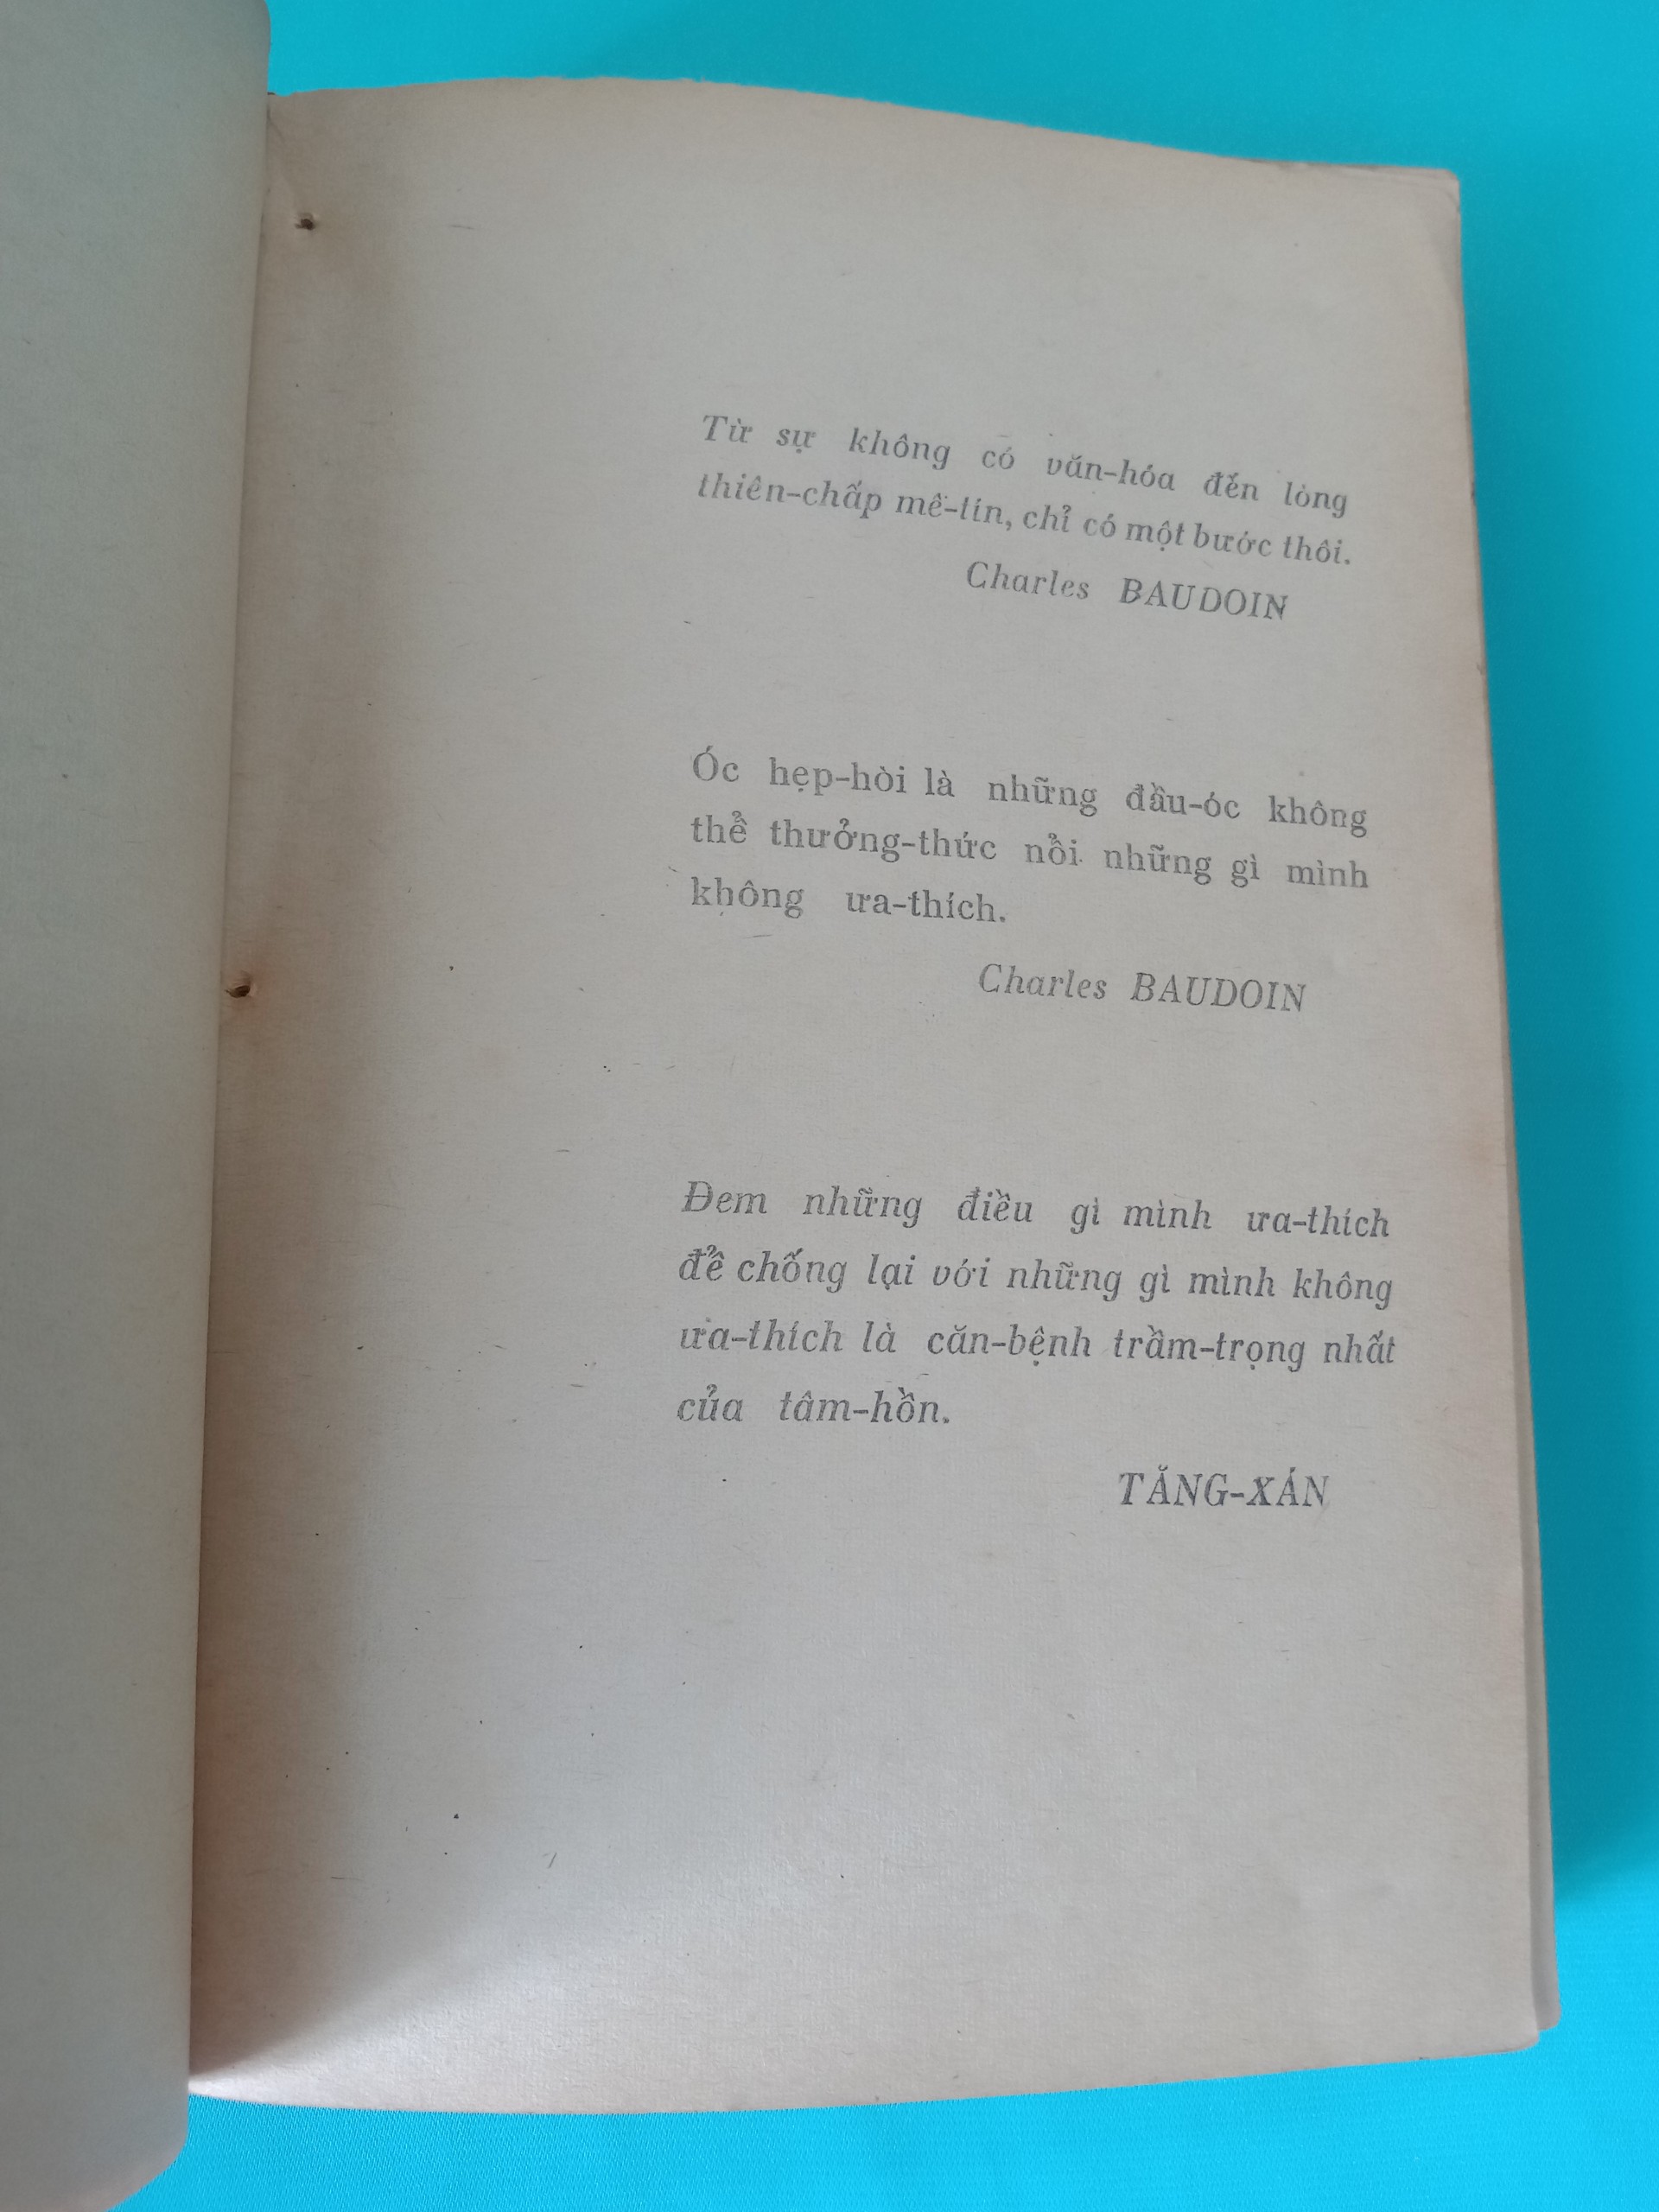 Từ sự không có văn-hóa đến lòng
thiên-chấp mê-tín, chỉ có một bước thôi.
Charles BAUDOIN
Óc hẹp-hòi là những đầu-óc không
thể thưởng-thức nổi những gì mình
không ưa-thích.
Charles BAUDOIN
Đem những điều gì mình ưa-thích
để chống lại với những gì mình không
ưa-thích là căn-bệnh trầm-trọng nhất
của tâm-hồn.
TĂNG-XÁN